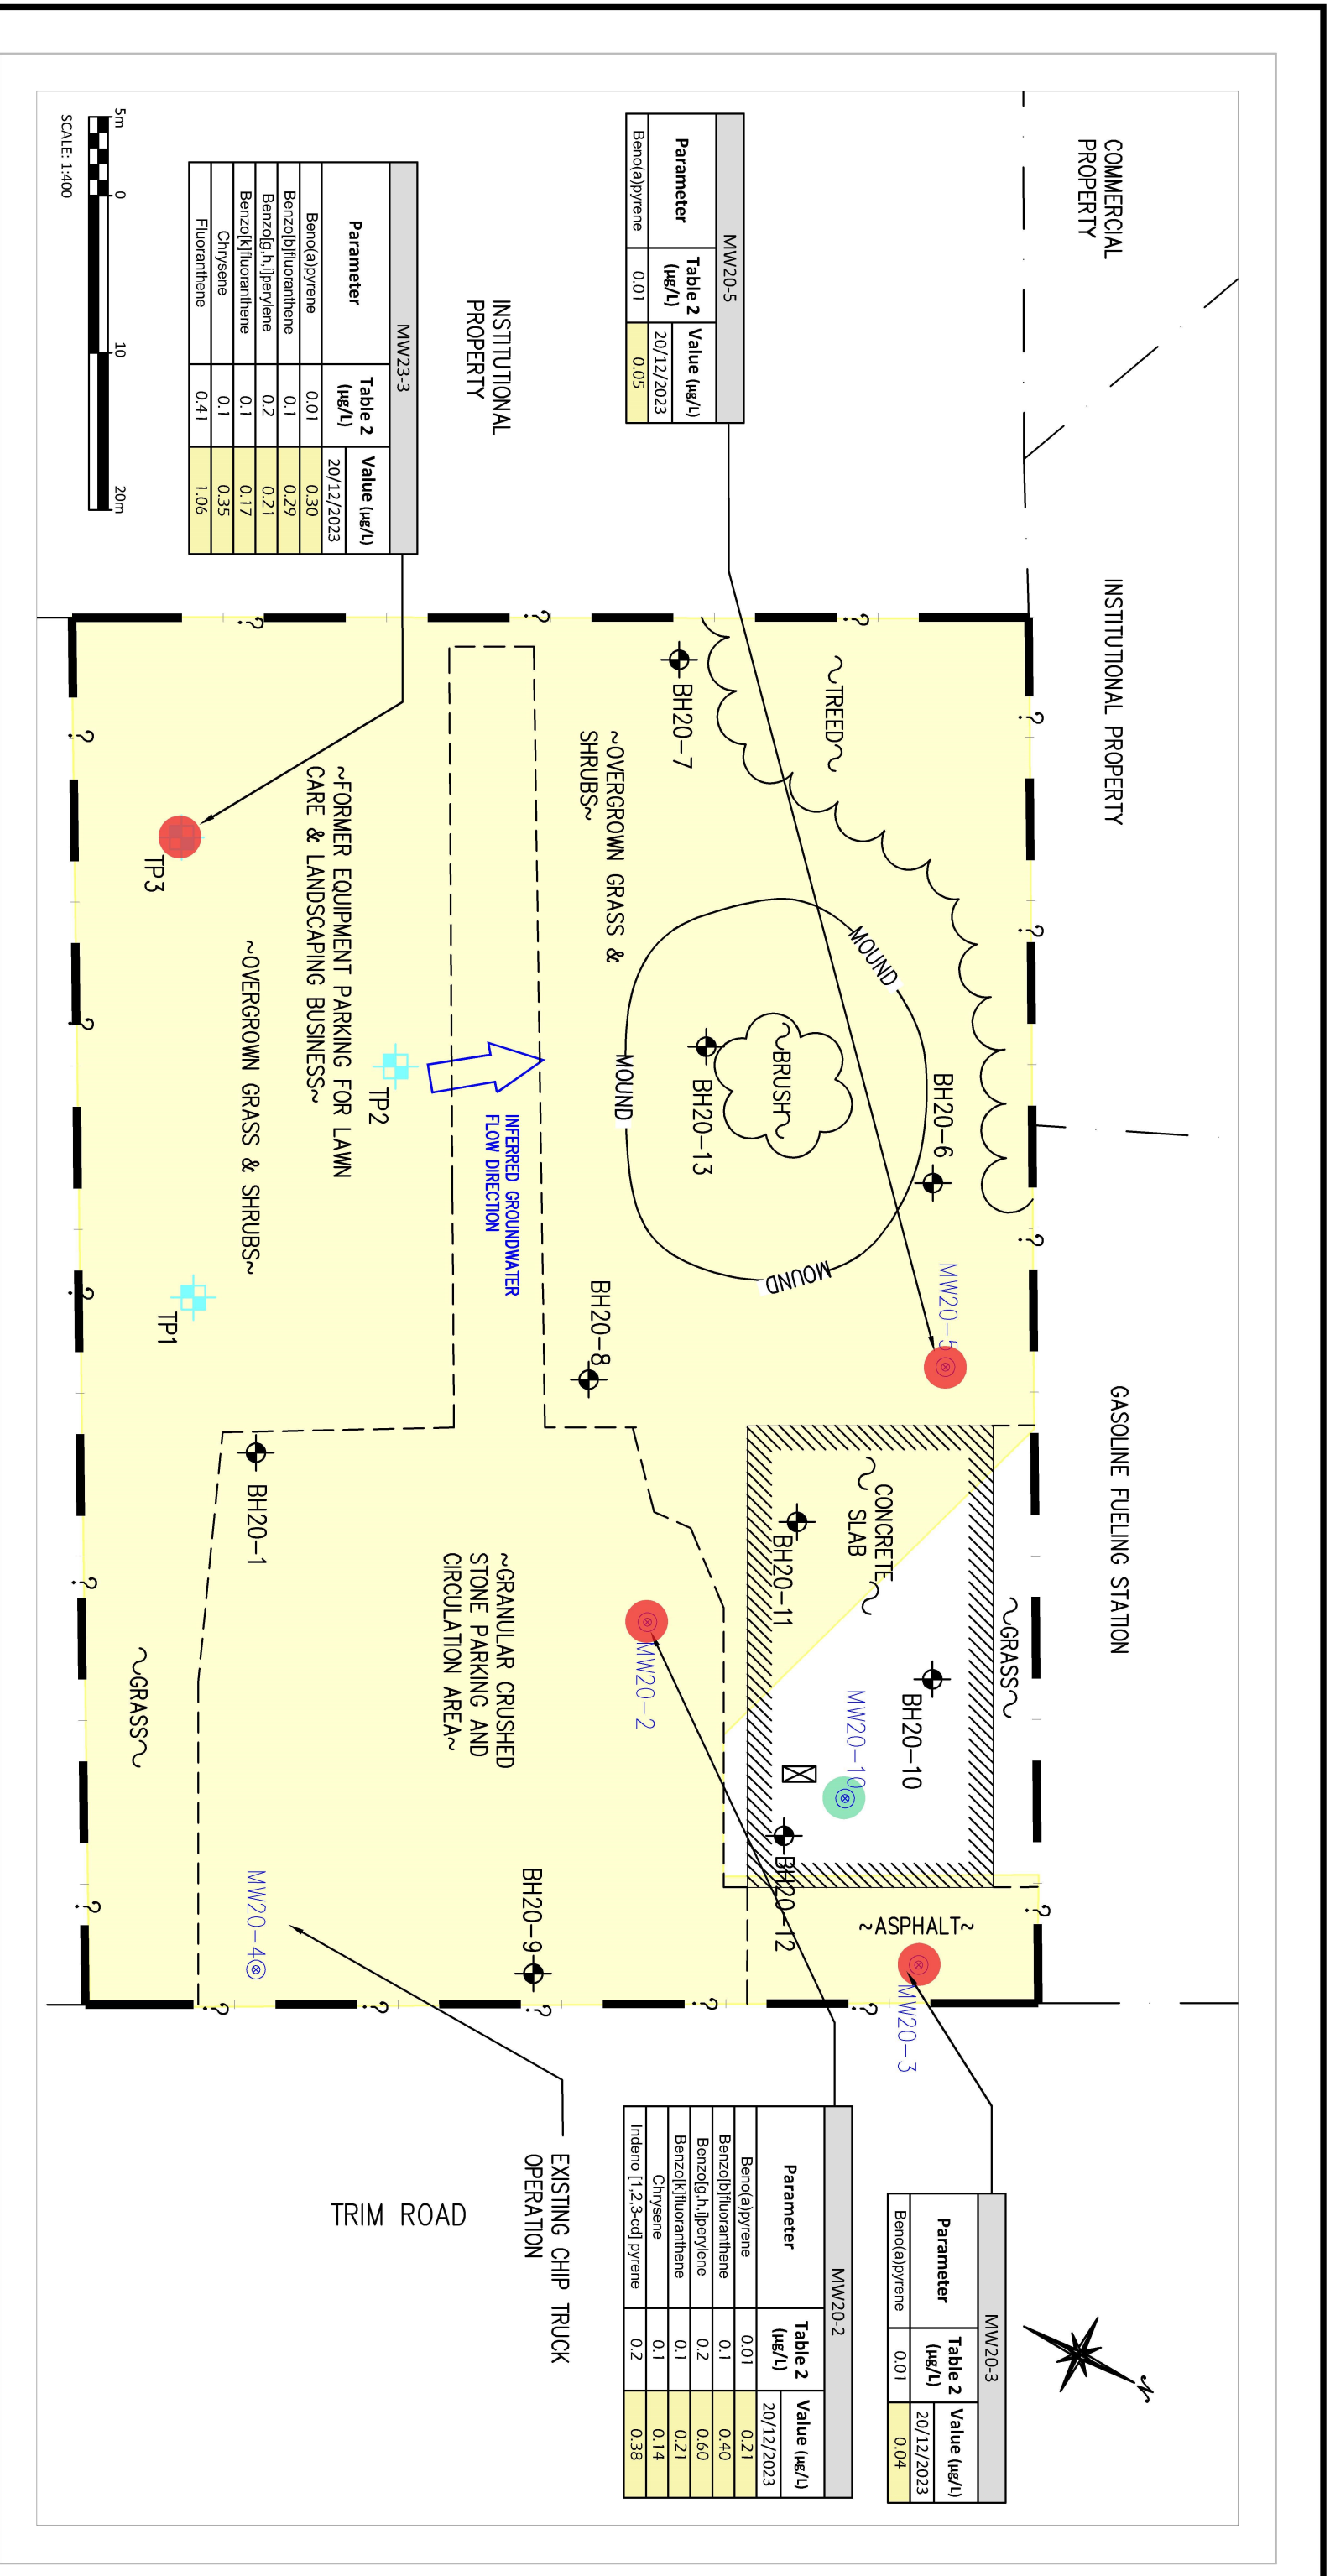 COMMERCIAL
PROPERTY
INSTITUTIONAL PROPERTY
GASOLINE FUELING STATION
N
MW20-5
Parameter Table 2 (µg/L) Value (µg/L)
20/12/2023
Beno(a)pyrene 0.01 0.05
INSTITUTIONAL
PROPERTY
MW23-3
Parameter Table 2 (µg/L) Value (µg/L)
20/12/2023
Beno(a)pyrene 0.01 0.30
Benzo[b]fluoranthene 0.1 0.29
Benzo[g,h,i]perylene 0.2 0.21
Benzo[k]fluoranthene 0.1 0.17
Chrysene 0.1 0.35
Fluoranthene 0.41 1.06
5m 0 10 20m
SCALE: 1:400
? ? ? ?
~TREED~
~GRASS~
BH20-6
MW20-5
BH20-10
MW20-10
~ASPHALT~
MW20-3
MOUND
~BRUSH~
~CONCRETE
SLAB~
BH20-7
BH20-13
BH20-11
BH20-12
MOUND
MOUND
MW20-2
~OVERGROWN GRASS &
SHRUBS~
BH20-8
BH20-9
INFERRED GROUNDWATER
FLOW DIRECTION
~GRANULAR CRUSHED
STONE PARKING AND
CIRCULATION AREA~
TP2
~FORMER EQUIPMENT PARKING FOR LAWN
CARE & LANDSCAPING BUSINESS~
~OVERGROWN GRASS & SHRUBS~
BH20-1
MW20-4
TP3
TP1
~GRASS~
? ? ? ? ?
? ? ?
? ? ? ? ?
MW20-3
Parameter Table 2 (µg/L) Value (µg/L)
20/12/2023
Beno(a)pyrene 0.01 0.04
MW20-2
Parameter Table 2 (µg/L) Value (µg/L)
20/12/2023
Beno(a)pyrene 0.01 0.21
Benzo[b]fluoranthene 0.1 0.40
Benzo[g,h,i]perylene 0.2 0.60
Benzo[k]fluoranthene 0.1 0.21
Chrysene 0.1 0.14
Indeno [1,2,3-cd] pyrene 0.2 0.38
EXISTING CHIP TRUCK
OPERATION
TRIM ROAD